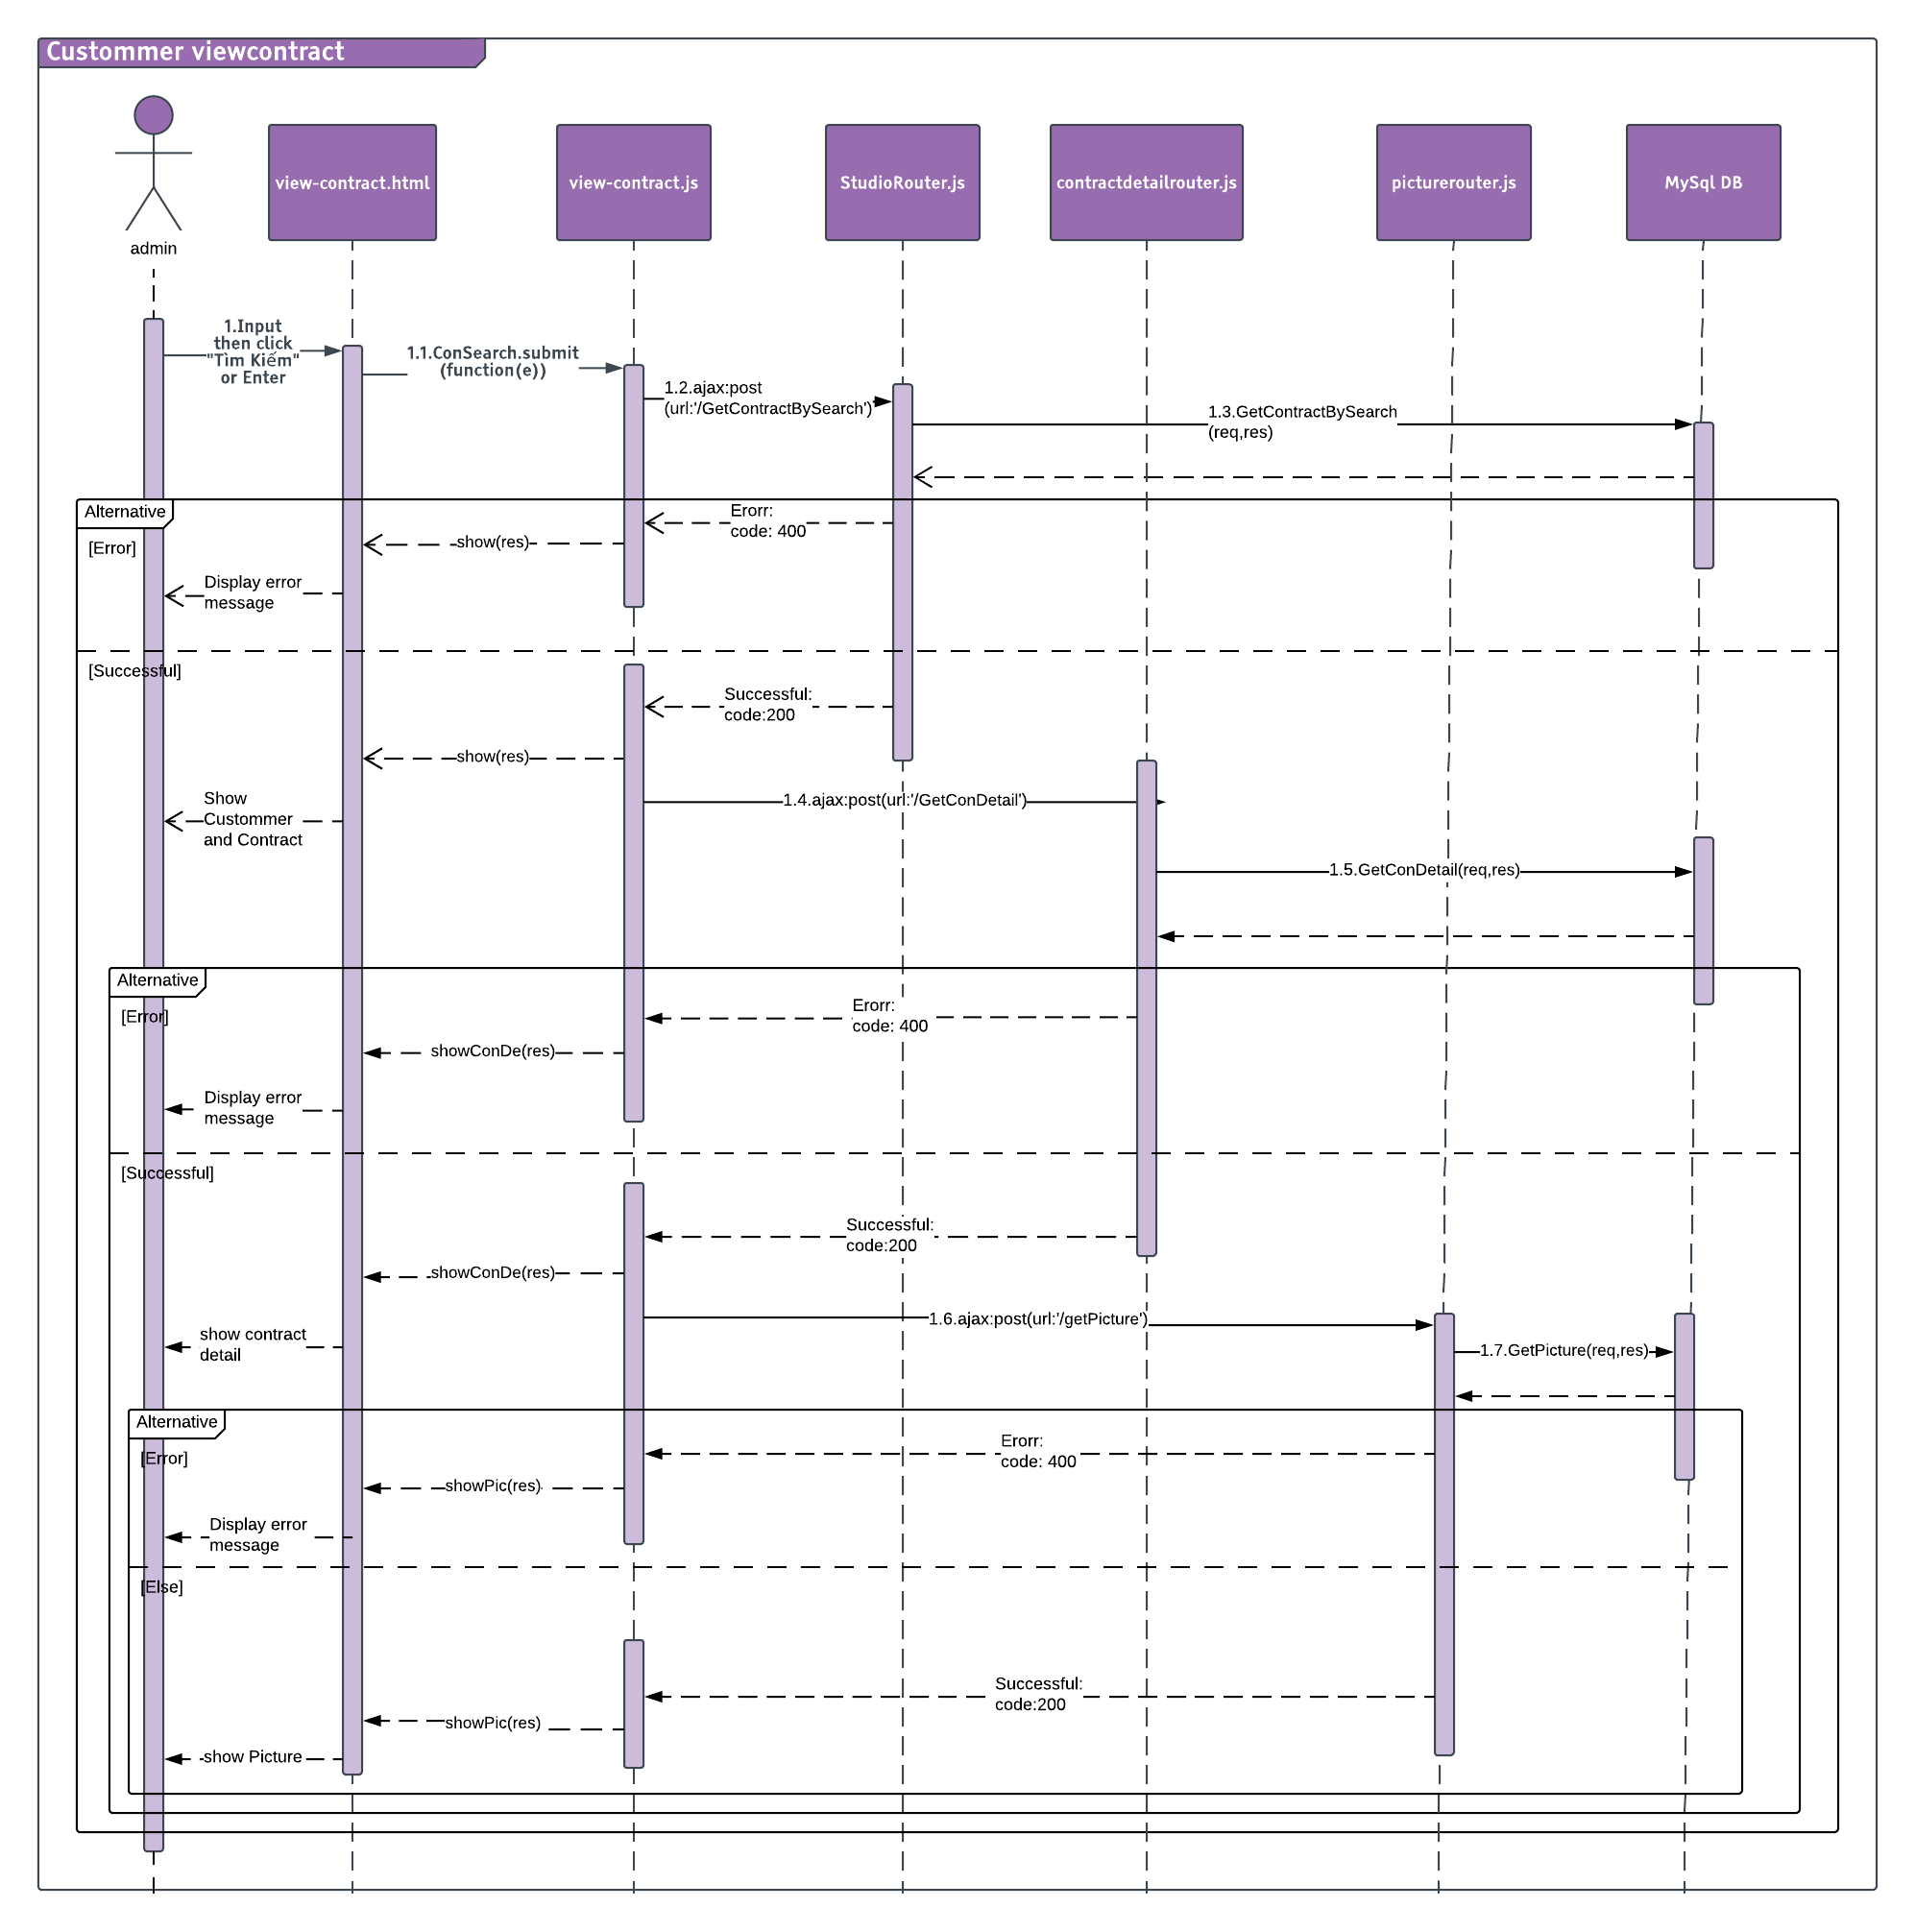 Custommer viewcontract
view-contract.html
view-contract.js
StudioRouter.js
contractdetailrouter.js
picturerouter.js
MySql DB
admin
1.Input
then click
"Tìm Kiếm"
or Enter
1.1.ConSearch.submit
(function(e))
1.2.ajax:post
(url:'/GetContractBySearch')
1.3.GetContractBySearch
(req,res)
Alternative
[Error]
Erorr:
code: 400
show(res)
Display error
message
[Successful]
Successful:
code:200
show(res)
Show
Custommer
and Contract
1.4.ajax:post(url:'/GetConDetail')
1.5.GetConDetail(req,res)
Alternative
[Error]
Erorr:
code: 400
showConDe(res)
Display error
message
[Successful]
Successful:
code:200
showConDe(res)
1.6.ajax:post(url:'/getPicture')
show contract
detail
1.7.GetPicture(req,res)
Alternative
[Error]
Erorr:
code: 400
showPic(res)
Display error
message
[Else]
Successful:
code:200
showPic(res)
show Picture